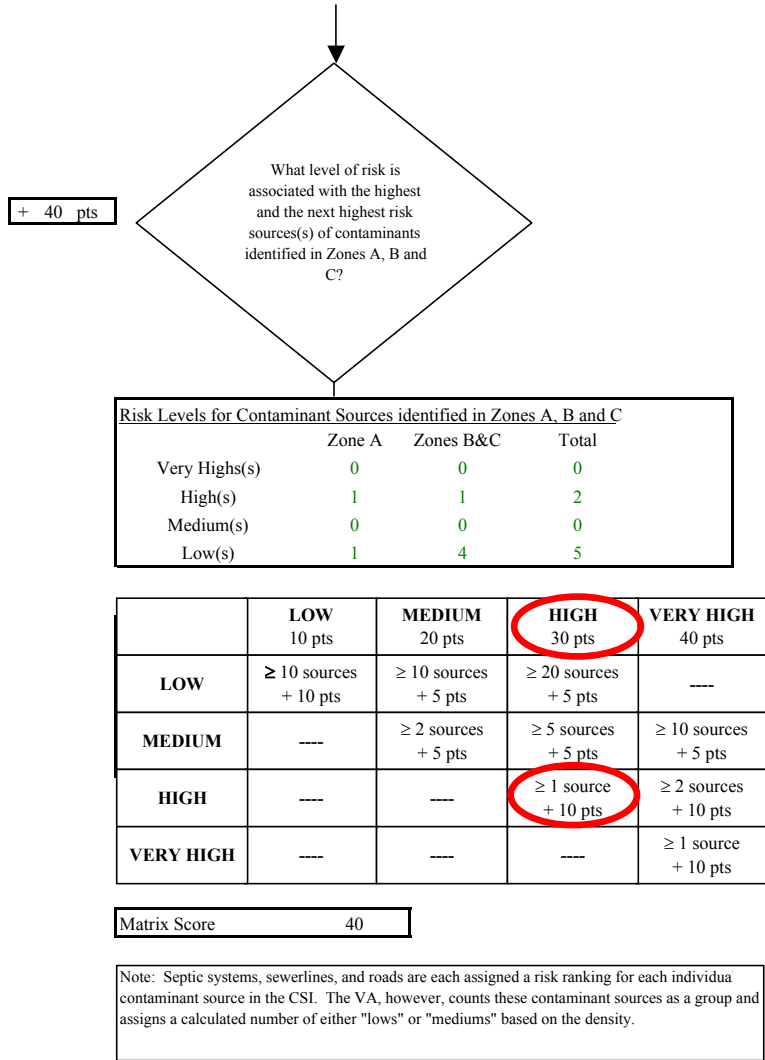 What level of risk is
associated with the highest
+ 40 pts
and the next highest risk
sources(s) of contaminants
identified in Zones A, B and
C?
Risk Levels for Contaminant Sources identified in Zones A, B and C
Zone A Zones B&C Total
Very Highs(s) 0 0 0
High(s) 1 1 2
Medium(s) 0 0 0
Low(s) 1 4 5
LOW MEDIUM HIGH VERY HIGH
10 pts 20 pts 30 pts 40 pts
LOW ≥ 10 sources ≥ 10 sources ≥ 20 sources ----
+ 10 pts + 5 pts + 5 pts
MEDIUM ---- ≥ 2 sources ≥ 5 sources ≥ 10 sources
+ 5 pts + 5 pts + 5 pts
HIGH ---- ---- ≥ 1 source ≥ 2 sources
+ 10 pts + 10 pts
VERY HIGH ---- ---- ---- ≥ 1 source
+ 10 pts
Matrix Score 40
Note: Septic systems, sewerlines, and roads are each assigned a risk ranking for each individua
contaminant source in the CSI. The VA, however, counts these contaminant sources as a group and
assigns a calculated number of either "lows" or "mediums" based on the density.